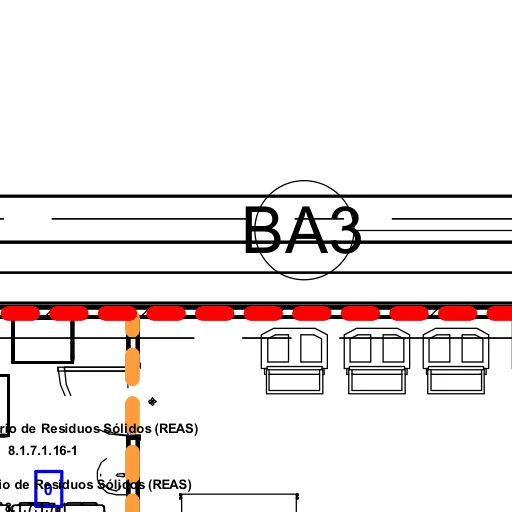 BA3
rio de Residuos Sólidos (REAS)
8.1.7.1.16-1
io de Residuos Sólidos (REAS)
0